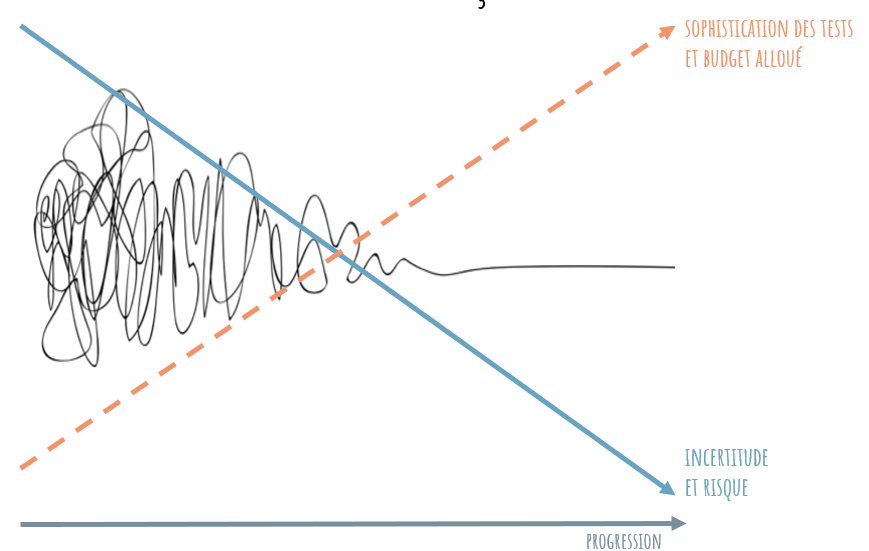 SOPHISTICATION DES TESTS
ET BUDGET ALLOUÉ
INCERTITUDE
ET RISQUE
PROGRESSION